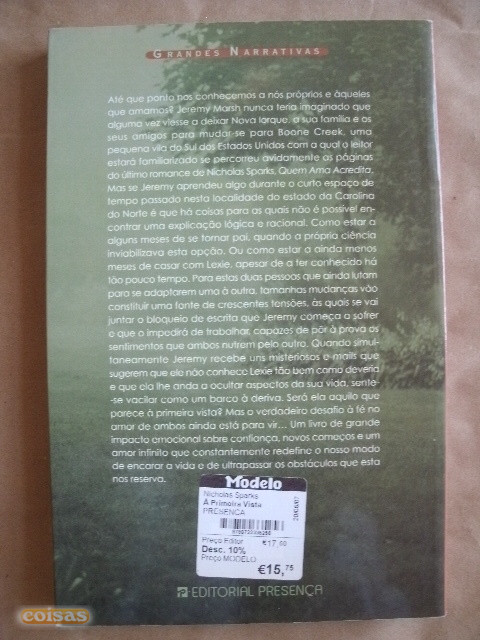 GRANDES NARRATIVAS
Até que ponto nos conhecemos a nós próprios e àqueles
que amamos? Jeremy Marsh nunca teria imaginado que
alguma vez viesse a deixar Nova Iorque, a sua família e os
seus amigos para mudar-se para Boone Creek, uma
pequena vila do Sul dos Estados Unidos com a qual o leitor
estará familiarizado se percorreu avidamente as páginas
do último romance de Nicholas Sparks, Quem Ama Acredita.
Mas se Jeremy aprendeu algo durante o curto espaço de
tempo passado nesta localidade do estado da Carolina
do Norte é que há coisas para as quais não é possível en-
contrar uma explicação lógica e racional. Como estar a
alguns meses de se tornar pai, quando a própria ciência
inviabilizava esta opção. Ou como estar a ainda menos
meses de casar com Lexie, apesar de a ter conhecido há
tão pouco tempo. Para estas duas pessoas que ainda lutam
para se adaptarem uma à outra, tamanhas mudanças vão
constituir uma fonte de crescentes tensões, às quais se vai
juntar o bloqueio de escrita que Jeremy começa a sofrer
e que o impedirá de trabalhar, capazes de pôr à prova os
sentimentos que ambos nutrem pelo outro. Quando simul-
taneamente Jeremy recebe uns misteriosos e-mails que
sugerem que ele não conhece Lexie tão bem como deveria
e que ela lhe anda a ocultar aspectos da sua vida, sente-
-se vacilar como um barco à deriva. Será ela aquilo que
parece à primeira vista? Mas o verdadeiro desafio à fé no
amor de ambos ainda está para vir... Um livro de grande
impacto emocional sobre confiança, novos começos e um
amor infinito que constantemente redefine o nosso modo
de encarar a vida e de ultrapassar os obstáculos que esta
nos reserva.
Modelo
Nicholas Sparks
À Primeira Vista
PRESENÇA
Preço Editor €17,50
Desc. 10%
Preço MODELO
€15,75
EDITORIAL PRESENÇA
coisas